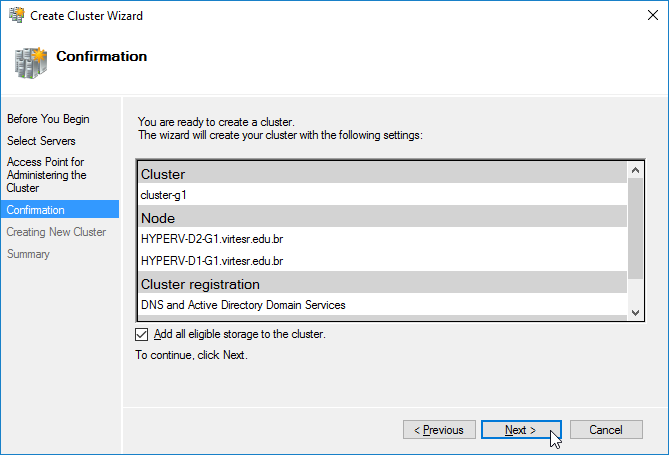 Create Cluster Wizard
Confirmation
Before You Begin
Select Servers
Access Point for
Administering the
Cluster
Confirmation
Creating New Cluster
Summary
You are ready to create a cluster.
The wizard will create your cluster with the following settings:
Cluster
cluster-g1
Node
HYPERV-D2-G1.virtesr.edu.br
HYPERV-D1-G1.virtesr.edu.br
Cluster registration
DNS and Active Directory Domain Services
Add all eligible storage to the cluster.
To continue, click Next.
< Previous
Next >
Cancel